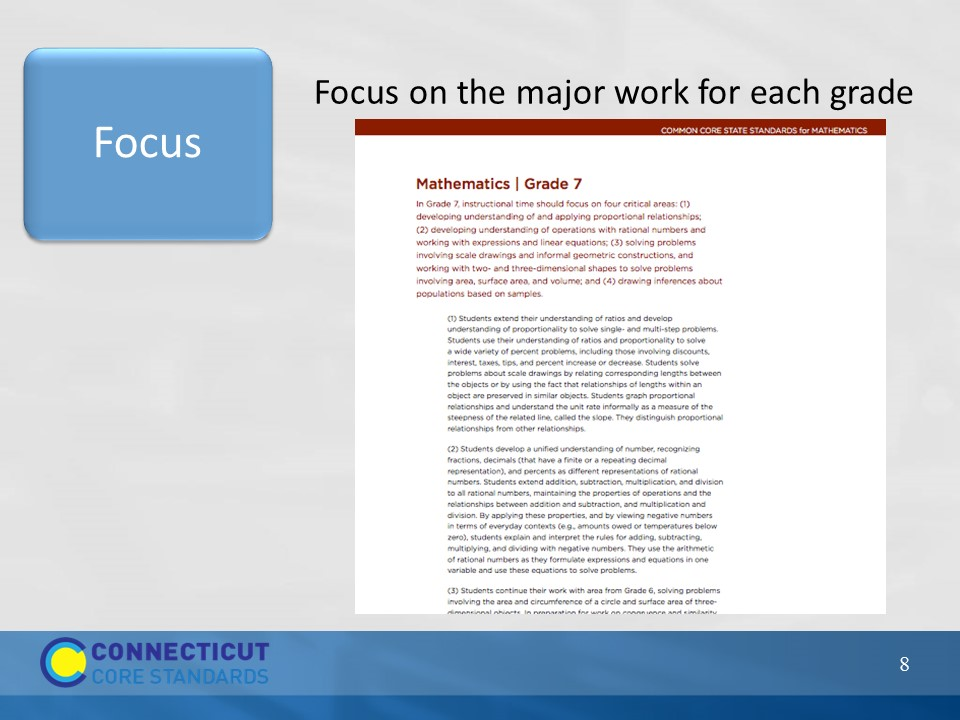 Focus
Focus on the major work for each grade
COMMON CORE STATE STANDARDS for MATHEMATICS
Mathematics | Grade 7
In Grade 7, instructional time should focus on four critical areas: (1)
developing understanding of and applying proportional relationships;
(2) developing understanding of operations with rational numbers and
working with expressions and linear equations; (3) solving problems
involving scale drawings and informal geometric constructions, and
working with two- and three-dimensional shapes to solve problems
involving area, surface area, and volume; and (4) drawing inferences about
populations based on samples.
(1) Students extend their understanding of ratios and develop
understanding of proportionality to solve single- and multi-step problems.
Students use their understanding of ratios and proportionality to solve
a wide variety of percent problems, including those involving discounts,
interest, taxes, tips, and percent increase or decrease. Students solve
problems about scale drawings by relating corresponding lengths between
the objects or by using the fact that relationships of lengths within an
object are preserved in similar objects. Students graph proportional
relationships and understand the unit rate informally as a measure of the
steepness of the related line, called the slope. They distinguish proportional
relationships from other relationships.
(2) Students develop a unified understanding of number, recognizing
fractions, decimals (that have a finite or a repeating decimal
representation), and percents as different representations of rational
numbers. Students extend addition, subtraction, multiplication, and division
to all rational numbers, maintaining the properties of operations and the
relationships between addition and subtraction, and multiplication and
division. By applying these properties, and by viewing negative numbers
in terms of everyday contexts (e.g., amounts owed or temperatures below
zero), students explain and interpret the rules for adding, subtracting,
multiplying, and dividing with negative numbers. They use the arithmetic
of rational numbers as they formulate expressions and equations in one
variable and use these equations to solve problems.
(3) Students continue their work with area from Grade 6, solving problems
involving the area and circumference of a circle and surface area of three-
dimensional objects. In preparation for work on congruence and similarity
CONNECTICUT
CORE STANDARDS
8